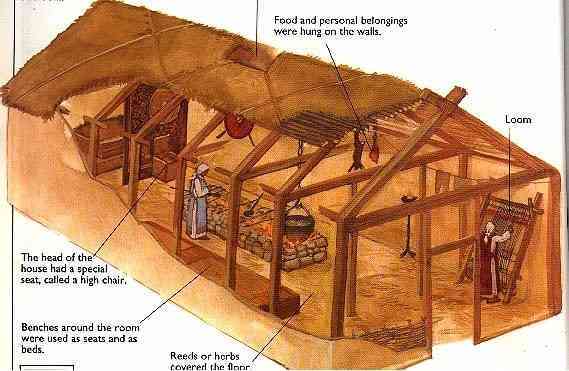 Food and personal belongings
were hung on the walls.
Loom
The head of the
house had a special
seat, called a high chair.
Benches around the room
were used as seats and as
beds.
Reeds or herbs
covered the floor